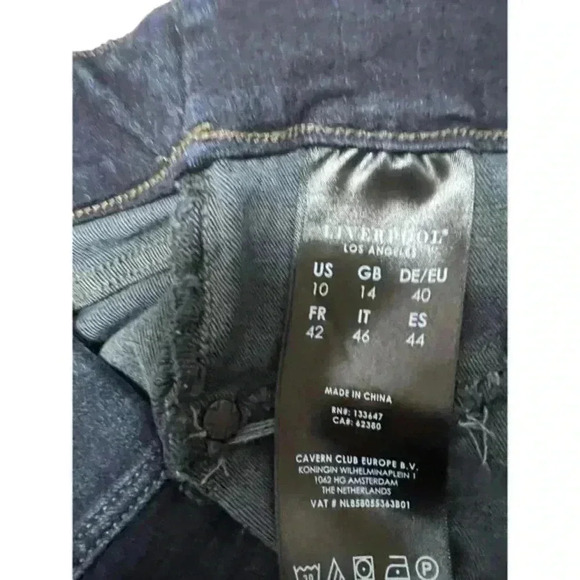 LIVERPOOL®
LOS ANGELES
US GB DE/EU
10 14 40
FR IT ES
42 46 44
MADE IN CHINA
RN#: 133647
CA#: 62380
CAVERN CLUB EUROPE B.V.
KONINGIN WILHELMINAPLEIN 1
1062 HG AMSTERDAM
THE NETHERLANDS
VAT # NL858055363B01
30
P